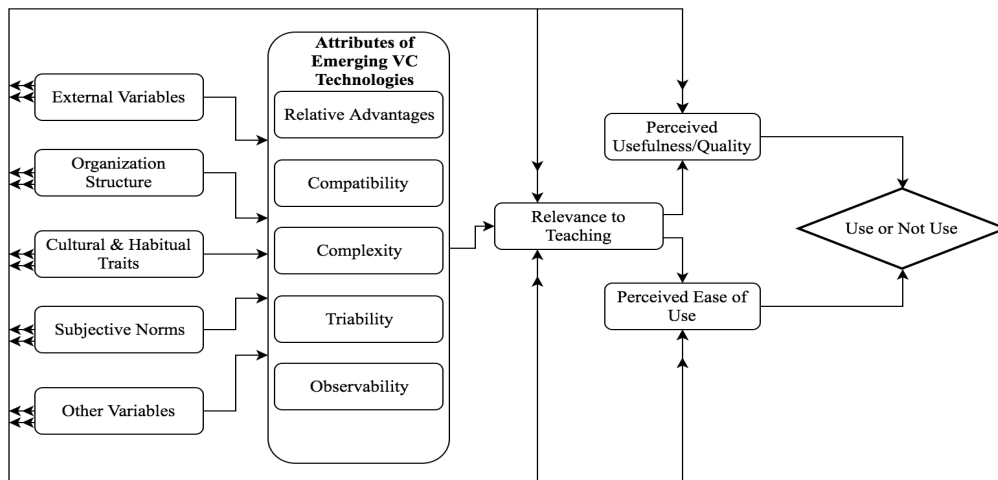 Attributes of
Emerging VC
Technologies
External Variables
Organization
Structure
Cultural & Habitual
Traits
Subjective Norms
Other Variables
Relative Advantages
Compatibility
Complexity
Triability
Observability
Relevance to
Teaching
Perceived
Usefulness/Quality
Perceived Ease of
Use
Use or Not Use